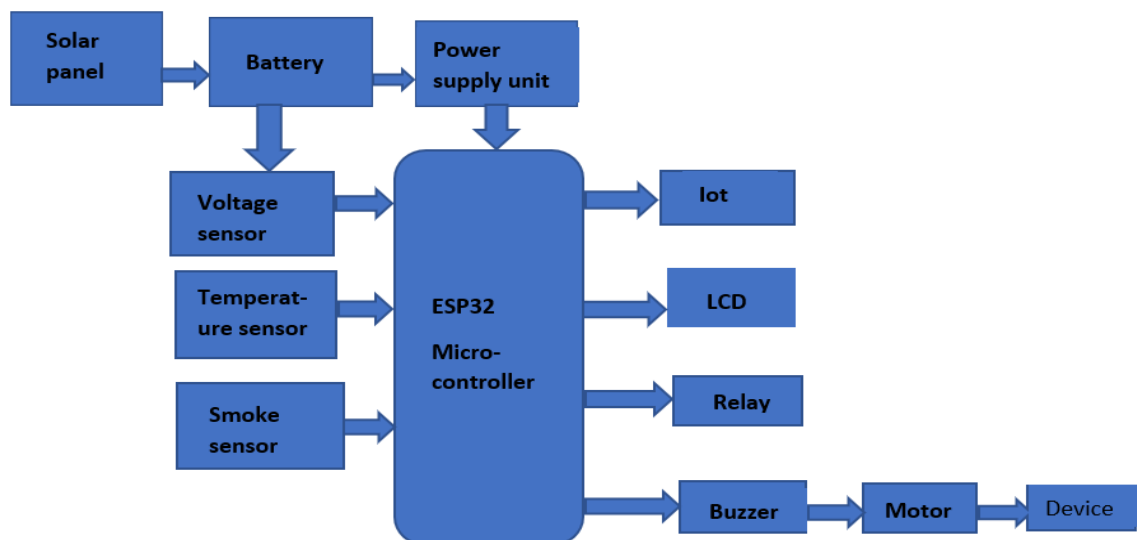 Solar
panel
Battery
Power
supply unit
Voltage
sensor
Temperat-
ure sensor
Smoke
sensor
ESP32
Micro-
controller
Iot
LCD
Relay
Buzzer
Motor
Device